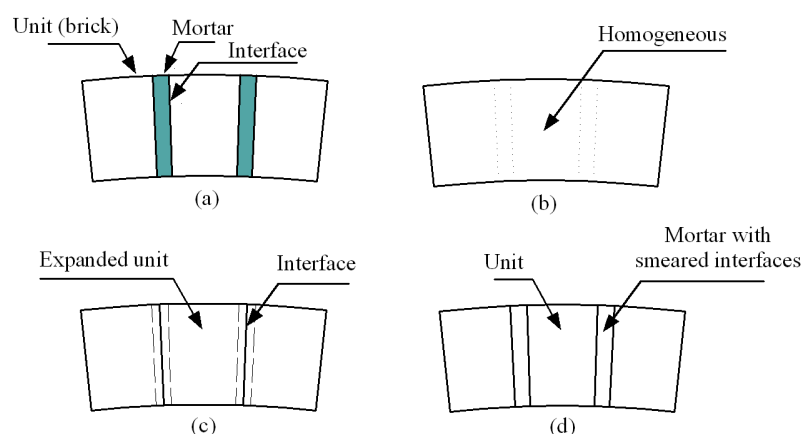 Unit (brick)
Mortar
Interface
(a)
Homogeneous
(b)
Expanded unit
Interface
(c)
Unit
Mortar with
smeared interfaces
(d)